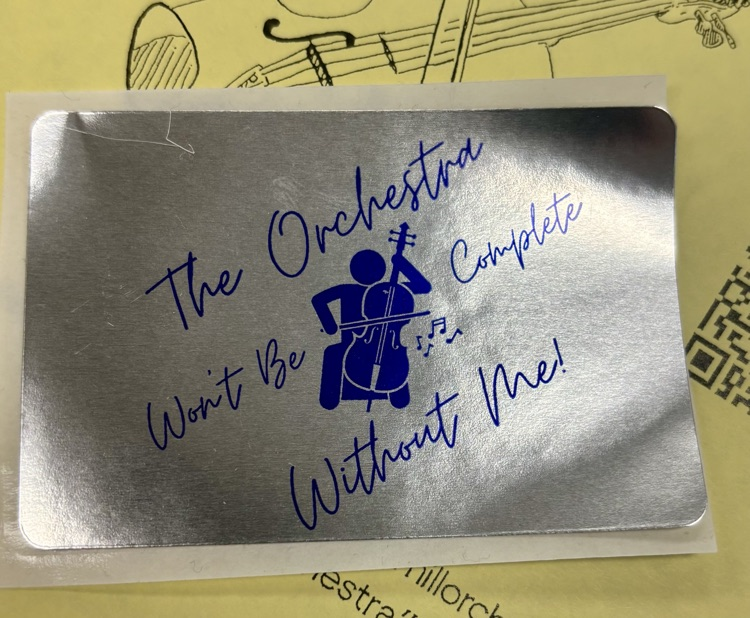 The Orchestra
Won't Be Complete
Without Me!